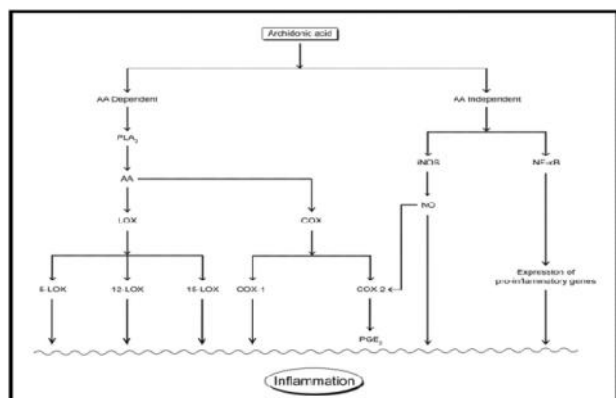 Archidonic acid
AA Dependent
AA Independent
PLA2
iNOS
NF-κB
AA
NO
LOX
COX
Expression of
pro-inflammatory genes
5-LOX
12-LOX
15-LOX
COX-1
COX-2
PGE2
Inflammation